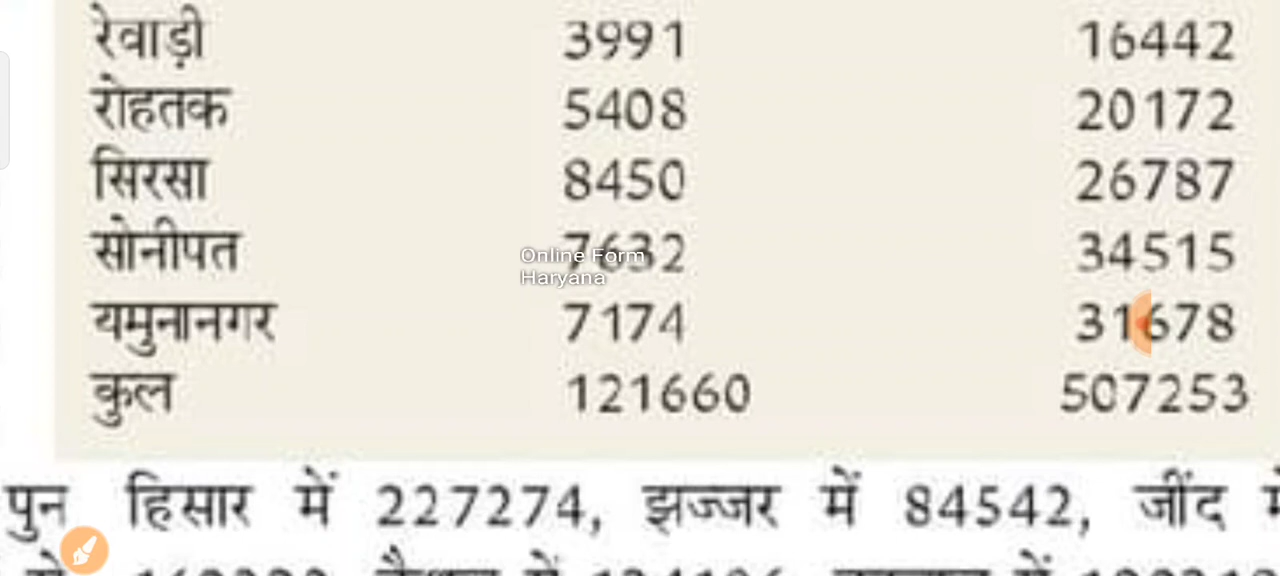 रेवाड़ी 3991 16442
रोहतक 5408 20172
सिरसा 8450 26787
सोनीपत 7632 34515
Online Form
Haryana
यमुनानगर 7174 31678
कुल 121660 507253
पुन हिसार में 227274, झज्जर में 84542, जींद